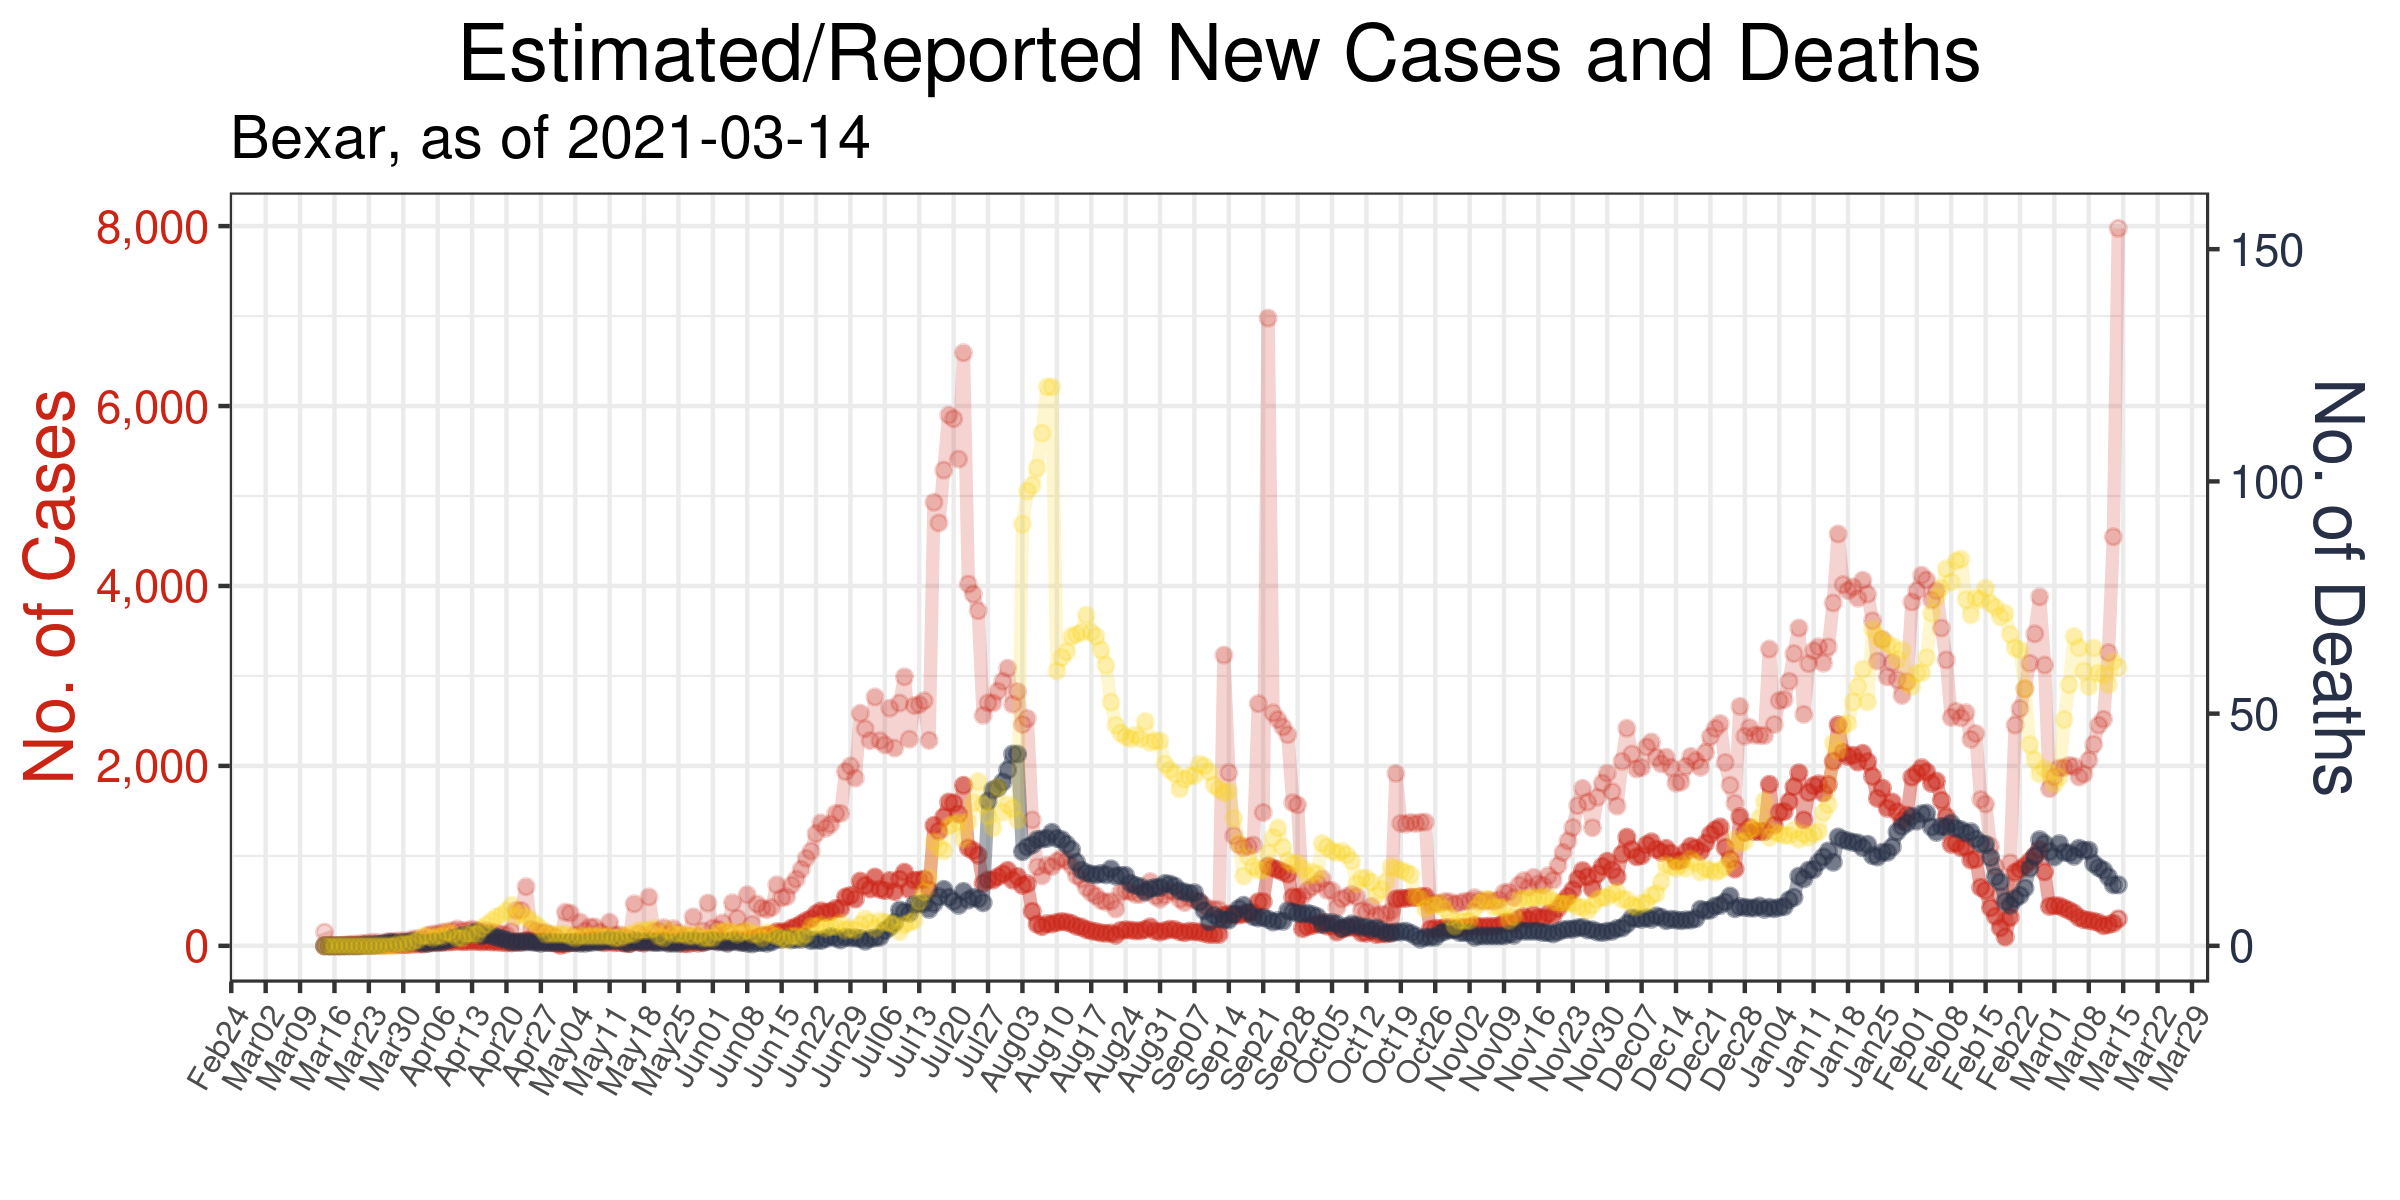 Estimated/Reported New Cases and Deaths
Bexar, as of 2021-03-14
No. of Cases
8,000
6,000
4,000
2,000
0
150
100
50
0
No. of Deaths
Feb24
Mar02
Mar09
Mar16
Mar23
Mar30
Apr06
Apr13
Apr20
Apr27
May04
May11
May18
May25
Jun01
Jun08
Jun15
Jun22
Jun29
Jul06
Jul13
Jul20
Jul27
Aug03
Aug10
Aug17
Aug24
Aug31
Sep07
Sep14
Sep21
Sep28
Oct05
Oct12
Oct19
Oct26
Nov02
Nov09
Nov16
Nov23
Nov30
Dec07
Dec14
Dec21
Dec28
Jan04
Jan11
Jan18
Jan25
Feb01
Feb08
Feb15
Feb22
Mar01
Mar08
Mar15
Mar22
Mar29